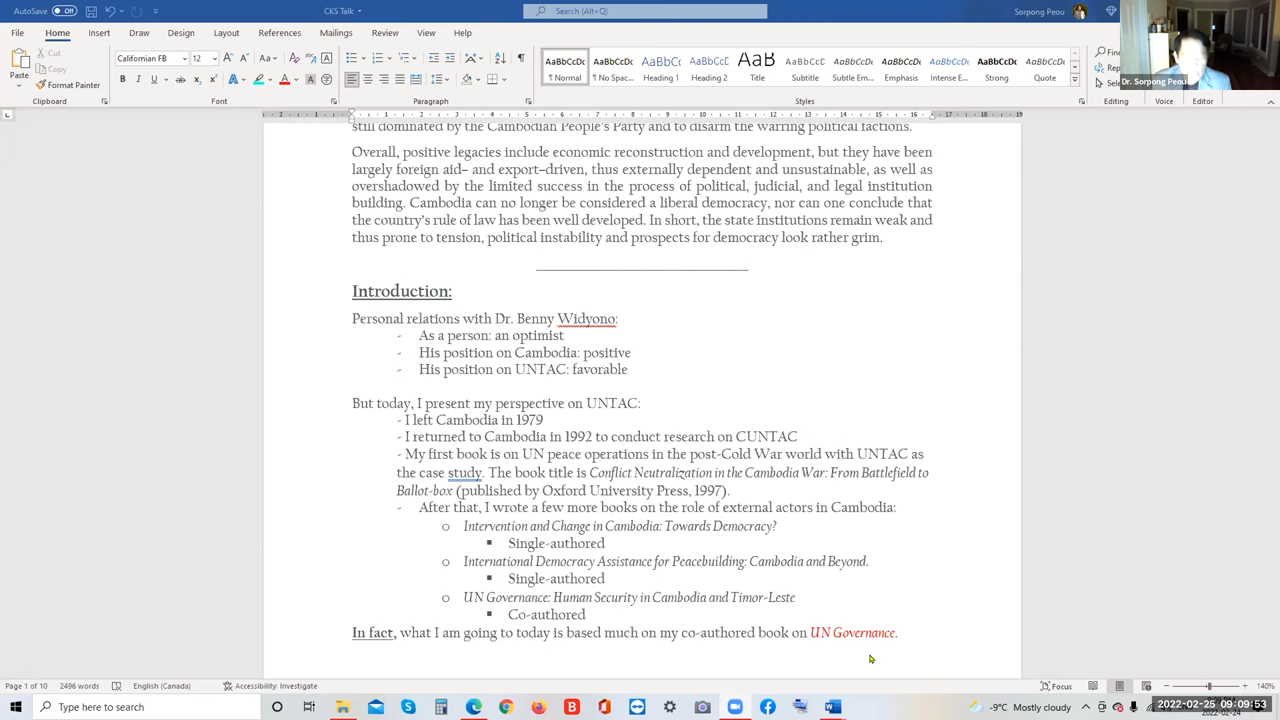 AutoSave Off CKS Talk Search (Alt+Q) Sorpong Peou
File Home Insert Draw Design Layout References Mailings Review View Help
Paste Cut Copy Format Painter
Californian FB 12
AaBbCcDc AaBbCcDc AaBbCc AaBbCcD AaB AaBbCcD AaBbCcDc AaBbCcDc AaBbCcDc AaBbCcDc AaBbCcDc
¶ Normal ¶ No Spac... Heading 1 Heading 2 Title Subtitle Subtle Em... Emphasis Intense E... Strong Quote
Clipboard Font Paragraph Styles Editing Voice Editor
Dr. Sorpong Peou
still dominated by the Cambodian People's Party and to disarm the warring political factions.
Overall, positive legacies include economic reconstruction and development, but they have been
largely foreign aid– and export–driven, thus externally dependent and unsustainable, as well as
overshadowed by the limited success in the process of political, judicial, and legal institution
building. Cambodia can no longer be considered a liberal democracy, nor can one conclude that
the country's rule of law has been well developed. In short, the state institutions remain weak and
thus prone to tension, political instability and prospects for democracy look rather grim.
Introduction:
Personal relations with Dr. Benny Widyono:
- As a person: an optimist
- His position on Cambodia: positive
- His position on UNTAC: favorable
But today, I present my perspective on UNTAC:
- I left Cambodia in 1979
- I returned to Cambodia in 1992 to conduct research on CUNTAC
- My first book is on UN peace operations in the post-Cold War world with UNTAC as
the case study. The book title is Conflict Neutralization in the Cambodia War: From Battlefield to
Ballot-box (published by Oxford University Press, 1997).
- After that, I wrote a few more books on the role of external actors in Cambodia:
o Intervention and Change in Cambodia: Towards Democracy?
▪ Single-authored
o International Democracy Assistance for Peacebuilding: Cambodia and Beyond.
▪ Single-authored
o UN Governance: Human Security in Cambodia and Timor-Leste
▪ Co-authored
In fact, what I am going to today is based much on my co-authored book on UN Governance.
Page 1 of 10 2496 words English (Canada) Accessibility: Investigate Focus 140%
Type here to search -9°C Mostly cloudy
2022-02-25 09:09:53